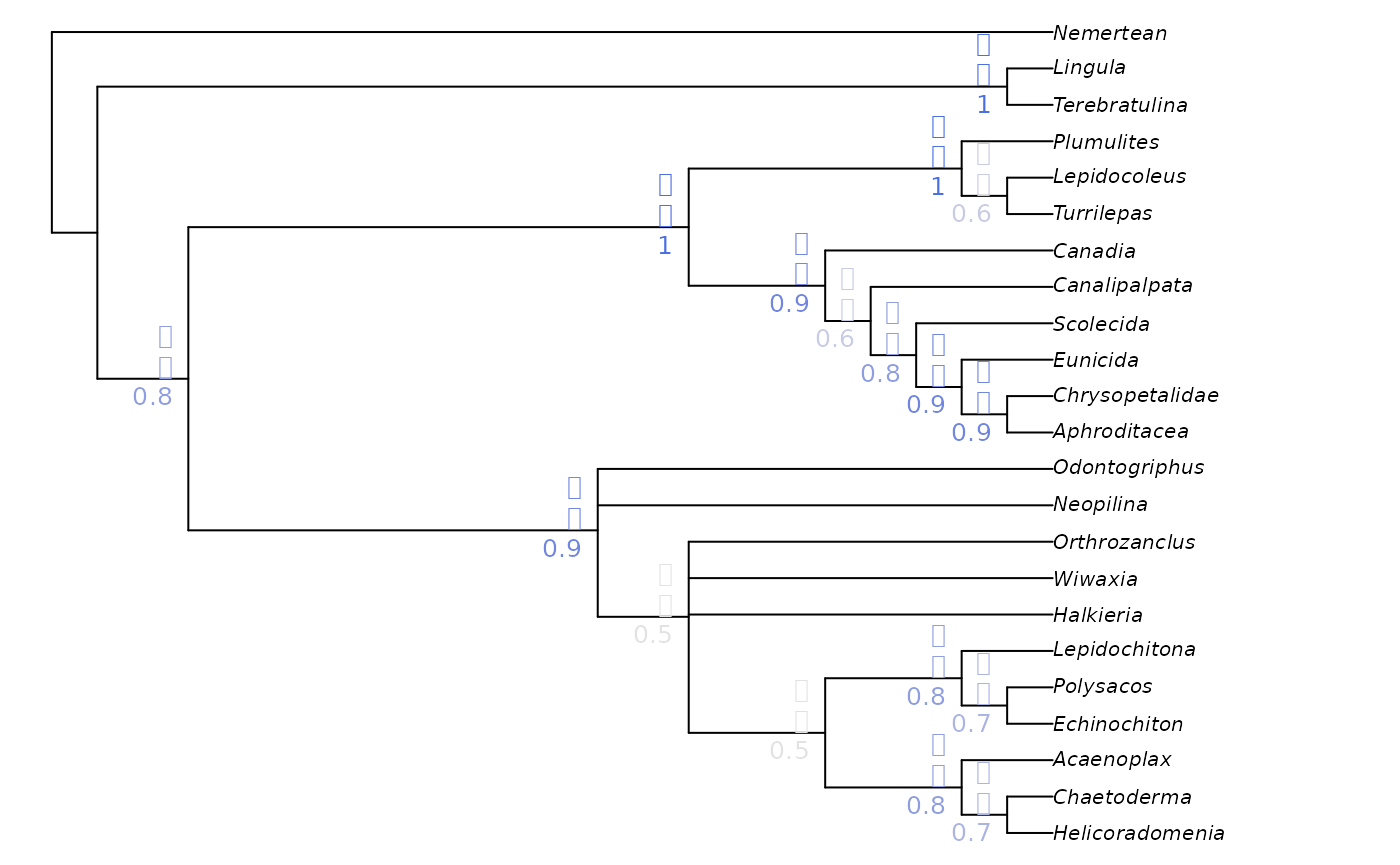 Nemertean
Lingula
1
Terebratulina
Plumulites
Lepidocoleus
1
0.6
Turrilepas
1
Canadia
Canalipalpata
0.9
Scolecida
0.6
Eunicida
0.8
Chrysopetalidae
0.8
0.9
Aphroditacea
0.9
Odontogriphus
Neopilina
Orthrozanclus
0.9
Wiwaxia
Halkieria
0.5
Lepidochitona
Polysacos
0.8
Echinochiton
0.7
0.5
Acaenoplax
Chaetoderma
0.8
Helicoradomenia
0.7